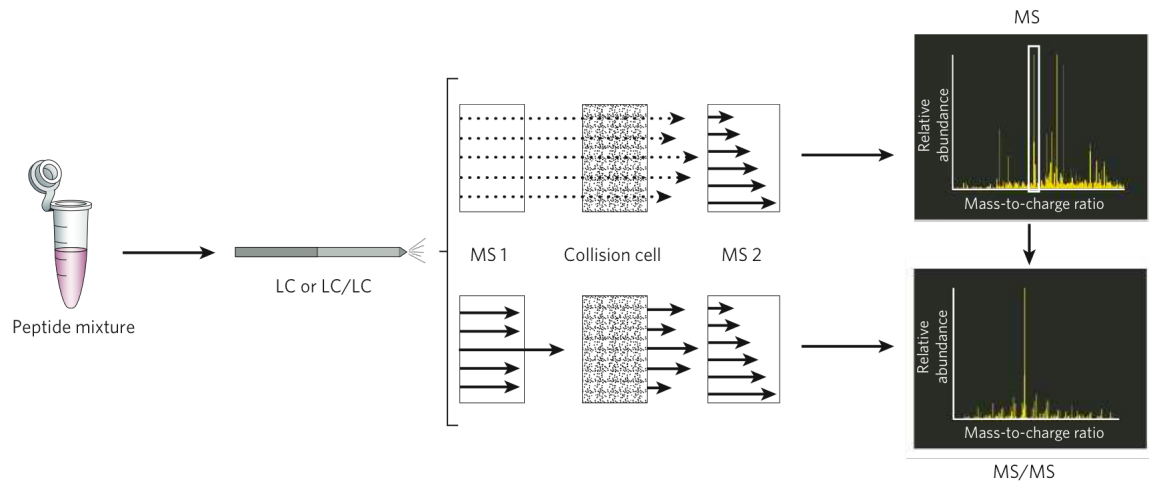 MS
Relative
abundance
Mass-to-charge ratio
MS 1
Collision cell
MS 2
LC or LC/LC
Peptide mixture
Relative
abundance
Mass-to-charge ratio
MS/MS